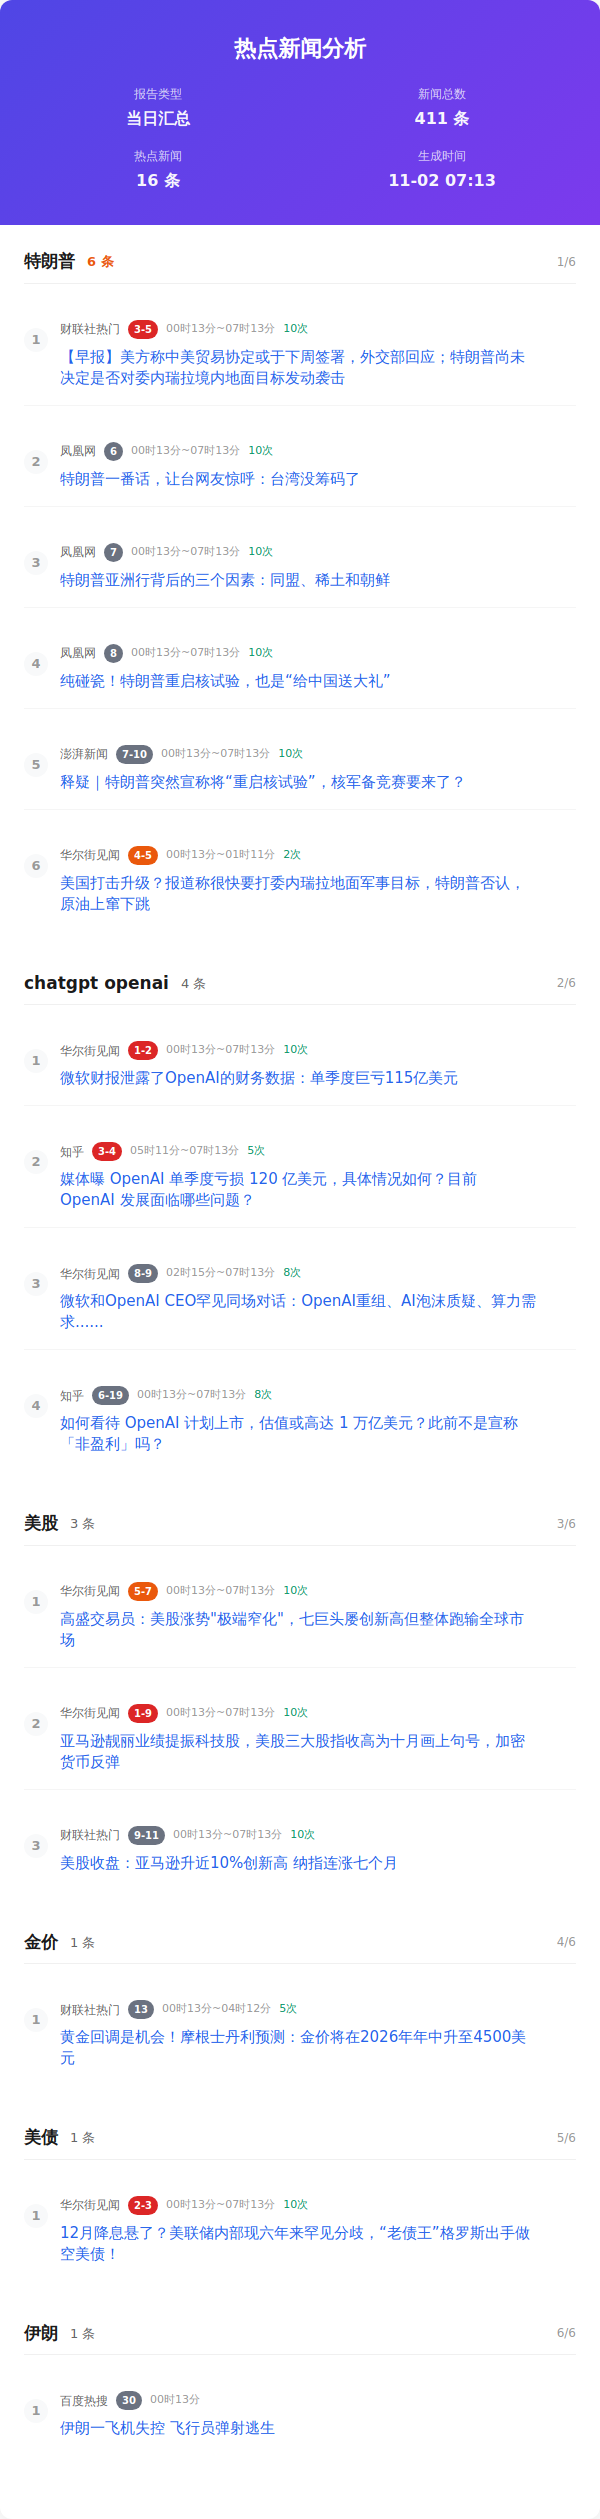 热点新闻分析
报告类型
当日汇总
新闻总数
411 条
热点新闻
16 条
生成时间
11-02 07:13
特朗普 6 条 1/6
1
财联社热门 3-5 00时13分~07时13分 10次
【早报】美方称中美贸易协定或于下周签署，外交部回应；特朗普尚未
决定是否对委内瑞拉境内地面目标发动袭击
2
凤凰网 6 00时13分~07时13分 10次
特朗普一番话，让台网友惊呼：台湾没筹码了
3
凤凰网 7 00时13分~07时13分 10次
特朗普亚洲行背后的三个因素：同盟、稀土和朝鲜
4
凤凰网 8 00时13分~07时13分 10次
纯碰瓷！特朗普重启核试验，也是“给中国送大礼”
5
澎湃新闻 7-10 00时13分~07时13分 10次
释疑｜特朗普突然宣称将“重启核试验”，核军备竞赛要来了？
6
华尔街见闻 4-5 00时13分~01时11分 2次
美国打击升级？报道称很快要打委内瑞拉地面军事目标，特朗普否认，
原油上窜下跳
chatgpt openai 4 条 2/6
1
华尔街见闻 1-2 00时13分~07时13分 10次
微软财报泄露了OpenAI的财务数据：单季度巨亏115亿美元
2
知乎 3-4 05时11分~07时13分 5次
媒体曝 OpenAI 单季度亏损 120 亿美元，具体情况如何？目前
OpenAI 发展面临哪些问题？
3
华尔街见闻 8-9 02时15分~07时13分 8次
微软和OpenAI CEO罕见同场对话：OpenAI重组、AI泡沫质疑、算力需
求……
4
知乎 6-19 00时13分~07时13分 8次
如何看待 OpenAI 计划上市，估值或高达 1 万亿美元？此前不是宣称
「非盈利」吗？
美股 3 条 3/6
1
华尔街见闻 5-7 00时13分~07时13分 10次
高盛交易员：美股涨势"极端窄化"，七巨头屡创新高但整体跑输全球市
场
2
华尔街见闻 1-9 00时13分~07时13分 10次
亚马逊靓丽业绩提振科技股，美股三大股指收高为十月画上句号，加密
货币反弹
3
财联社热门 9-11 00时13分~07时13分 10次
美股收盘：亚马逊升近10%创新高 纳指连涨七个月
金价 1 条 4/6
1
财联社热门 13 00时13分~04时12分 5次
黄金回调是机会！摩根士丹利预测：金价将在2026年年中升至4500美
元
美债 1 条 5/6
1
华尔街见闻 2-3 00时13分~07时13分 10次
12月降息悬了？美联储内部现六年来罕见分歧，“老债王”格罗斯出手做
空美债！
伊朗 1 条 6/6
1
百度热搜 30 00时13分
伊朗一飞机失控 飞行员弹射逃生